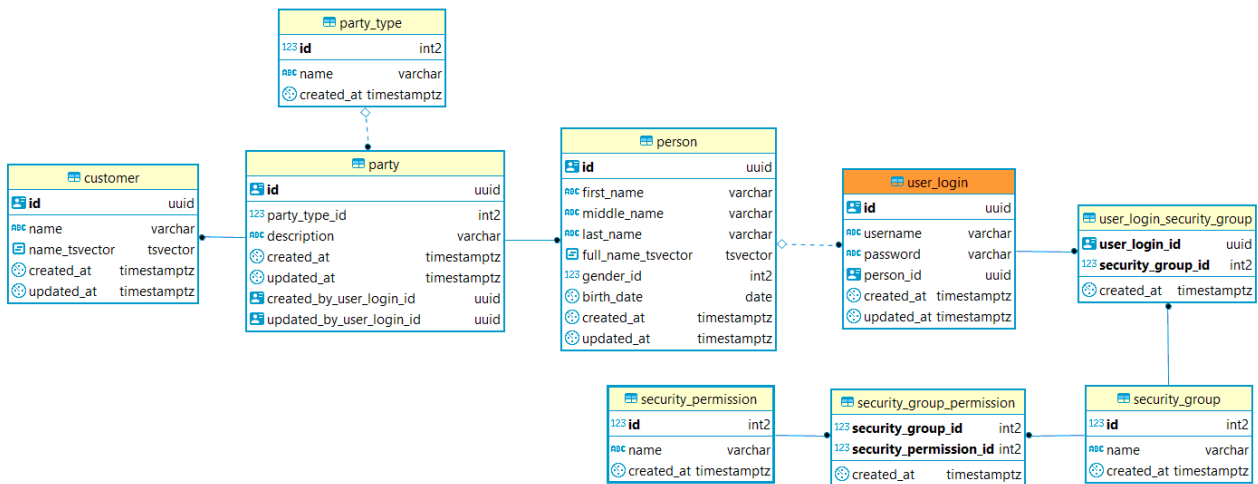 party_type
123 id int2
ABC name varchar
created_at timestamptz
customer
id uuid
ABC name varchar
name_tsvector tsvector
created_at timestamptz
updated_at timestamptz
party
id uuid
123 party_type_id int2
ABC description varchar
created_at timestamptz
updated_at timestamptz
created_by_user_login_id uuid
updated_by_user_login_id uuid
person
id uuid
ABC first_name varchar
ABC middle_name varchar
ABC last_name varchar
full_name_tsvector tsvector
123 gender_id int2
birth_date date
created_at timestamptz
updated_at timestamptz
user_login
id uuid
ABC username varchar
ABC password varchar
person_id uuid
created_at timestamptz
updated_at timestamptz
user_login_security_group
user_login_id uuid
123 security_group_id int2
created_at timestamptz
security_permission
123 id int2
ABC name varchar
created_at timestamptz
security_group_permission
123 security_group_id int2
123 security_permission_id int2
created_at timestamptz
security_group
123 id int2
ABC name varchar
created_at timestamptz